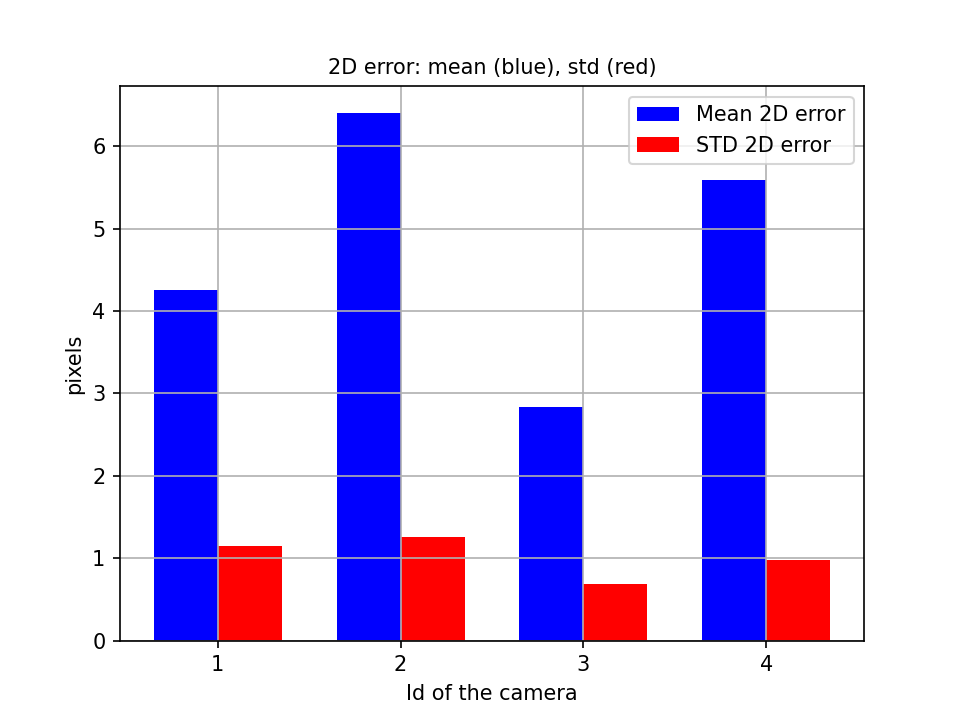 2D error: mean (blue), std (red)
Mean 2D error
STD 2D error
6
5
4
3
2
1
0
pixels
1 2 3 4
Id of the camera